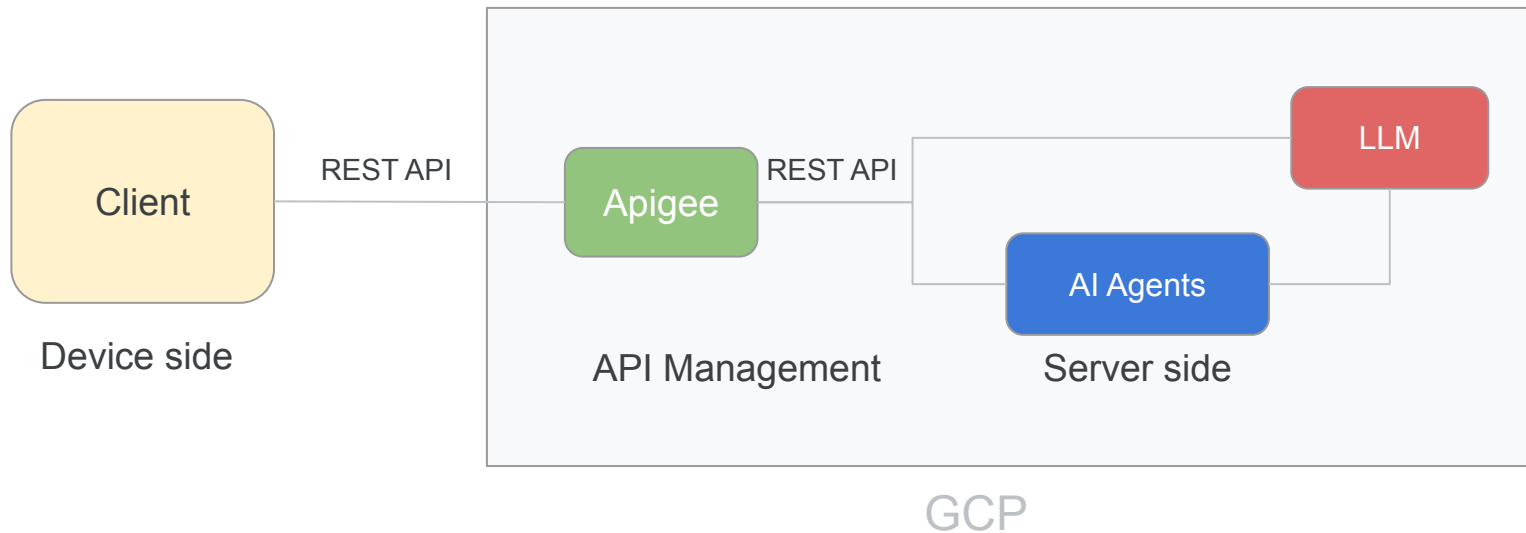 Client
Device side
REST API
Apigee
REST API
API Management
LLM
AI Agents
Server side
GCP